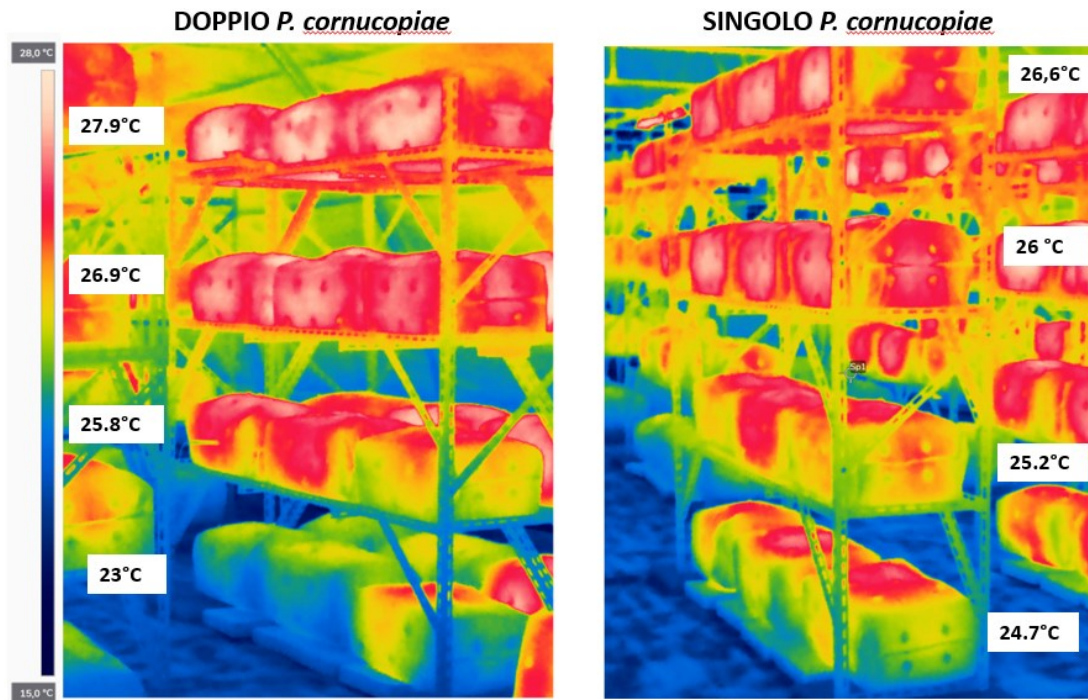 DOPPIO P. cornucopiae
SINGOLO P. cornucopiae
28,0 °C
27.9°C
26.9°C
25.8°C
23°C
15,0 °C
26,6°C
26 °C
Sp1
25.2°C
24.7°C